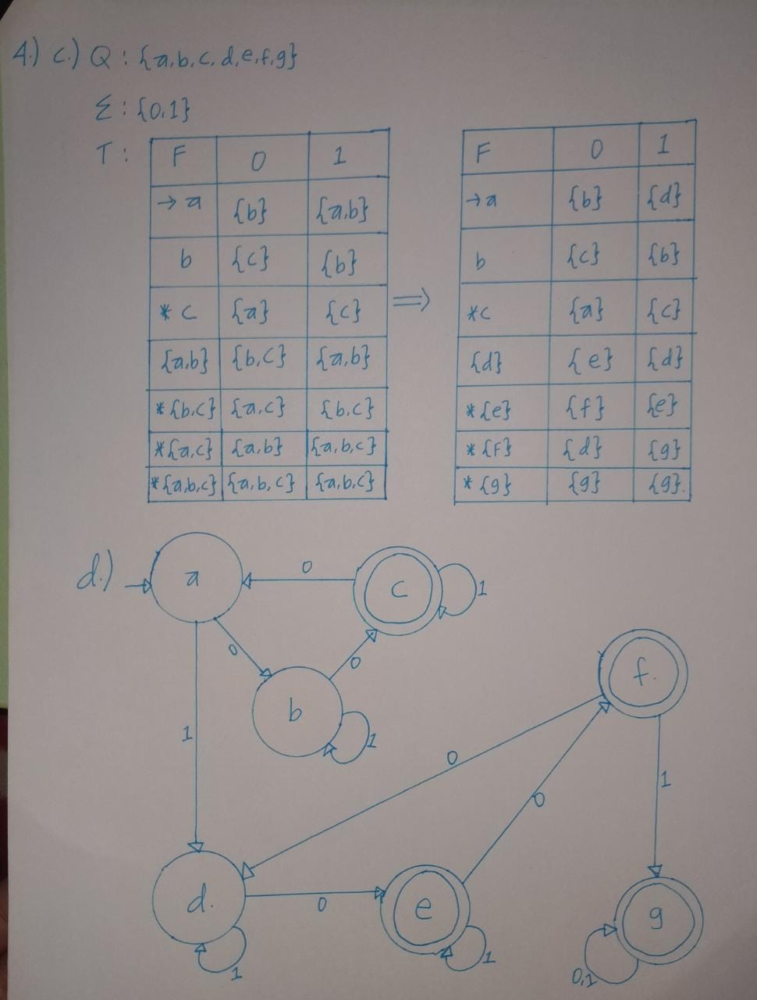 4.) c.) Q : {a,b,c,d,e,f,g}
Σ : {0,1}
T :
F 0 1
→ a {b} {a,b}
b {c} {b}
* c {a} {c}
{a,b} {b,c} {a,b}
* {b,c} {a,c} {b,c}
* {a,c} {a,b} {a,b,c}
* {a,b,c} {a,b,c} {a,b,c}
⇒
F 0 1
→ a {b} {d}
b {c} {b}
* c {a} {c}
{d} {e} {d}
* {e} {f} {e}
* {f} {d} {g}
* {g} {g} {g}.
d.)
a 0 c 1
0 0
f.
b 1
1
0
0 1
d. 0 e g
1 1 0,1